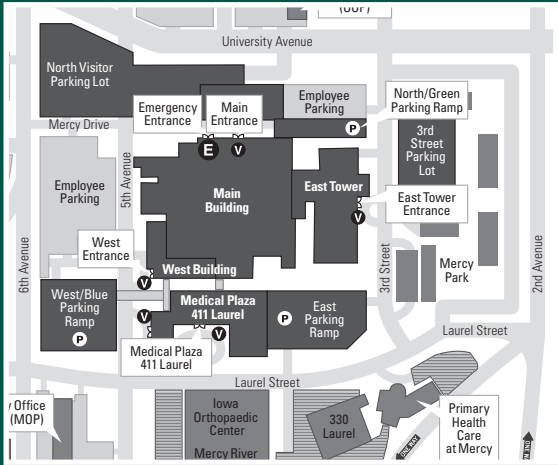 University Avenue
North Visitor
Parking Lot
Emergency
Entrance
Main
Entrance
Employee
Parking
North/Green
Parking Ramp
P
Mercy Drive
E
V
3rd
Street
Parking
Lot
Employee
Parking
5th Avenue
Main
Building
East Tower
East Tower
Entrance
V
6th Avenue
West
Entrance
West Building
V
3rd Street
Mercy
Park
2nd Avenue
West/Blue
Parking
Ramp
P
V
Medical Plaza
411 Laurel
V
P
East
Parking
Ramp
Laurel Street
Medical Plaza
411 Laurel
Laurel Street
Office
(MOP)
Iowa
Orthopaedic
Center
Mercy River
330
Laurel
Primary
Health
Care
at Mercy
ONE WAY